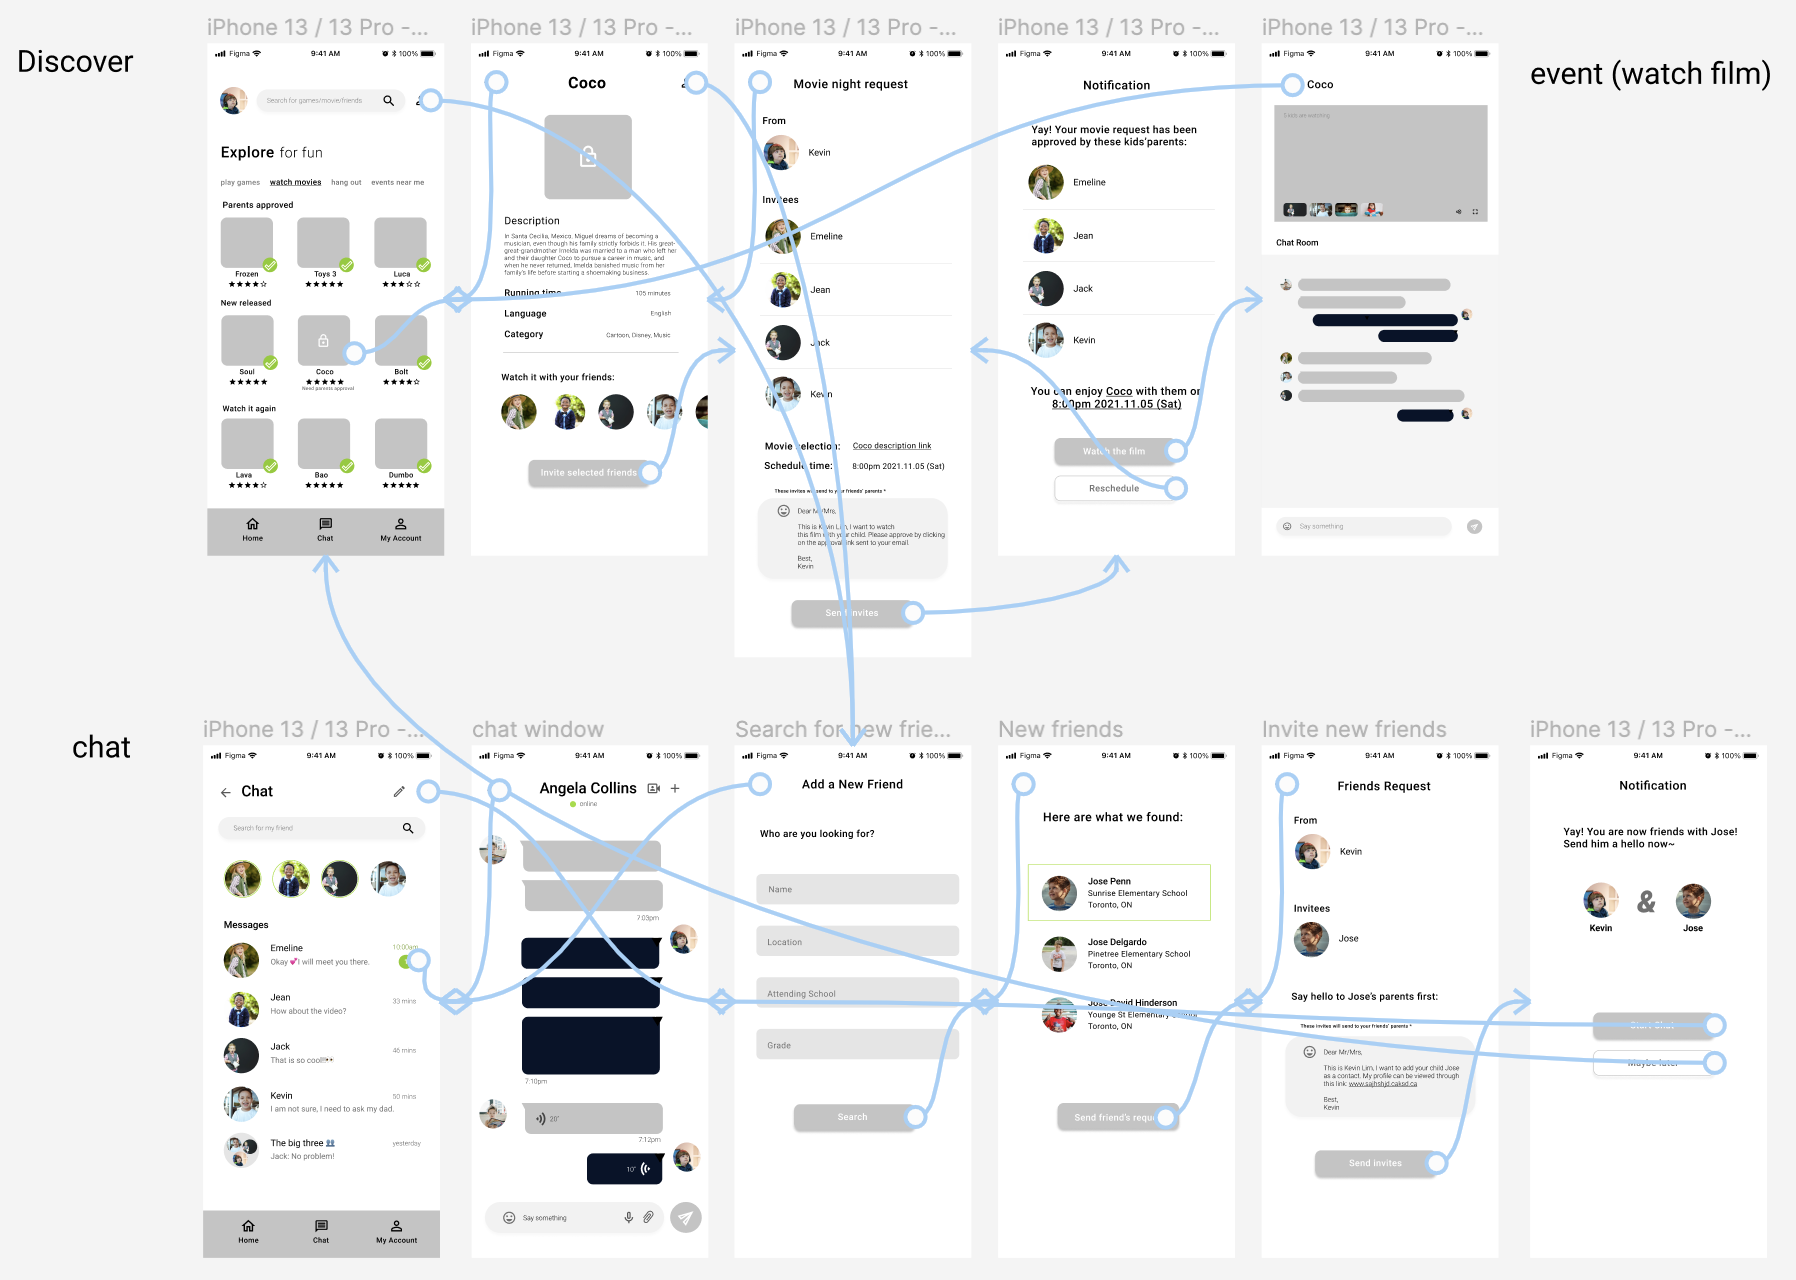 Discover
event (watch film)
iPhone 13 / 13 Pro -...
Figma
9:41 AM
100%
Search for games/movie/friends
Explore for fun
play games
watch movies
hang out
events near me
Parents approved
Frozen
Toys 3
Luca
New released
Soul
Coco
Need parents approval
Bolt
Watch it again
Lava
Bao
Dumbo
Home
Chat
My Account
iPhone 13 / 13 Pro -...
Figma
9:41 AM
100%
Coco
Description
In Santa Cecilia, Mexico, Miguel dreams of becoming a
musician, even though his family strictly forbids it. His great-
great-grandmother Imelda was married to a man who left her
and their daughter Coco to pursue a career in music, and
when he never returned, Imelda banished music from her
family's life before starting a shoemaking business.
Running time
105 minutes
Language
English
Category
Cartoon, Disney, Music
Watch it with your friends:
Invite selected friends
iPhone 13 / 13 Pro -...
Figma
9:41 AM
100%
Movie night request
From
Kevin
Invitees
Emeline
Jean
Jack
Kevin
Movie selection:
Coco description link
Schedule time:
8:00pm 2021.11.05 (Sat)
These invites will send to your friends' parents *
Dear Mr/Mrs,
This is Kevin Lim, I want to watch
this film with your child. Please approve by clicking
on the approval link sent to your email.
Best,
Kevin
Send invites
iPhone 13 / 13 Pro -...
Figma
9:41 AM
100%
Notification
Yay! Your movie request has been
approved by these kids'parents:
Emeline
Jean
Jack
Kevin
You can enjoy Coco with them on
8:00pm 2021.11.05 (Sat)
Watch the film
Reschedule
iPhone 13 / 13 Pro -...
Figma
9:41 AM
100%
Coco
kids are watching
Chat Room
Say something
chat
iPhone 13 / 13 Pro -...
Figma
9:41 AM
100%
Chat
Search for my friend
Messages
Emeline
10:00am
Okay 💕I will meet you there.
Jean
33 mins
How about the video?
Jack
46 mins
That is so cool
Kevin
50 mins
I am not sure, I need to ask my dad.
The big three 👥
yesterday
Jack: No problem!
Home
Chat
My Account
chat window
Figma
9:41 AM
100%
Angela Collins
online
7:03pm
7:10pm
28"
7:12pm
10"
Say something
Search for new frie...
Figma
9:41 AM
100%
Add a New Friend
Who are you looking for?
Name
Location
Attending School
Grade
Search
New friends
Figma
9:41 AM
100%
Here are what we found:
Jose Penn
Sunrise Elementary School
Toronto, ON
Jose Delgardo
Pinetree Elementary School
Toronto, ON
Jose David Hinderson
Younge St Elementary School
Toronto, ON
Send friend's requ
Invite new friends
Figma
9:41 AM
100%
Friends Request
From
Kevin
Invitees
Jose
Say hello to Jose's parents first:
These invites will send to your friends' parents *
Dear Mr/Mrs,
This is Kevin Lim, I want to add your child Jose
as a contact. My profile can be viewed through
this link: www.sajhshjd.caksd.ca
Best,
Kevin
Send invites
iPhone 13 / 13 Pro -...
Figma
9:41 AM
100%
Notification
Yay! You are now friends with Jose!
Send him a hello now~
&
Kevin
Jose
Start chat
Maybe later